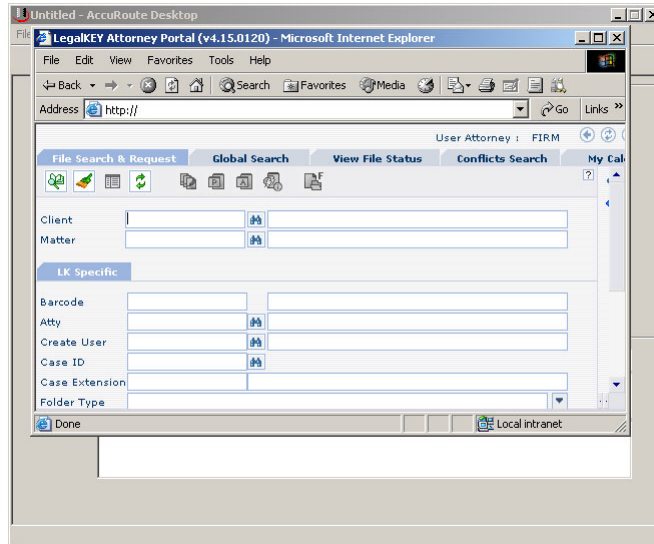 Untitled - AccuRoute Desktop
LegalKEY Attorney Portal (v4.15.0120) - Microsoft Internet Explorer
File Edit View Favorites Tools Help
Back Search Favorites Media
Address http:// Go Links »
User Attorney : FIRM
File Search & Request Global Search View File Status Conflicts Search My Cal
?
Client
Matter
LK Specific
Barcode
Atty
Create User
Case ID
Case Extension
Folder Type
Done Local intranet